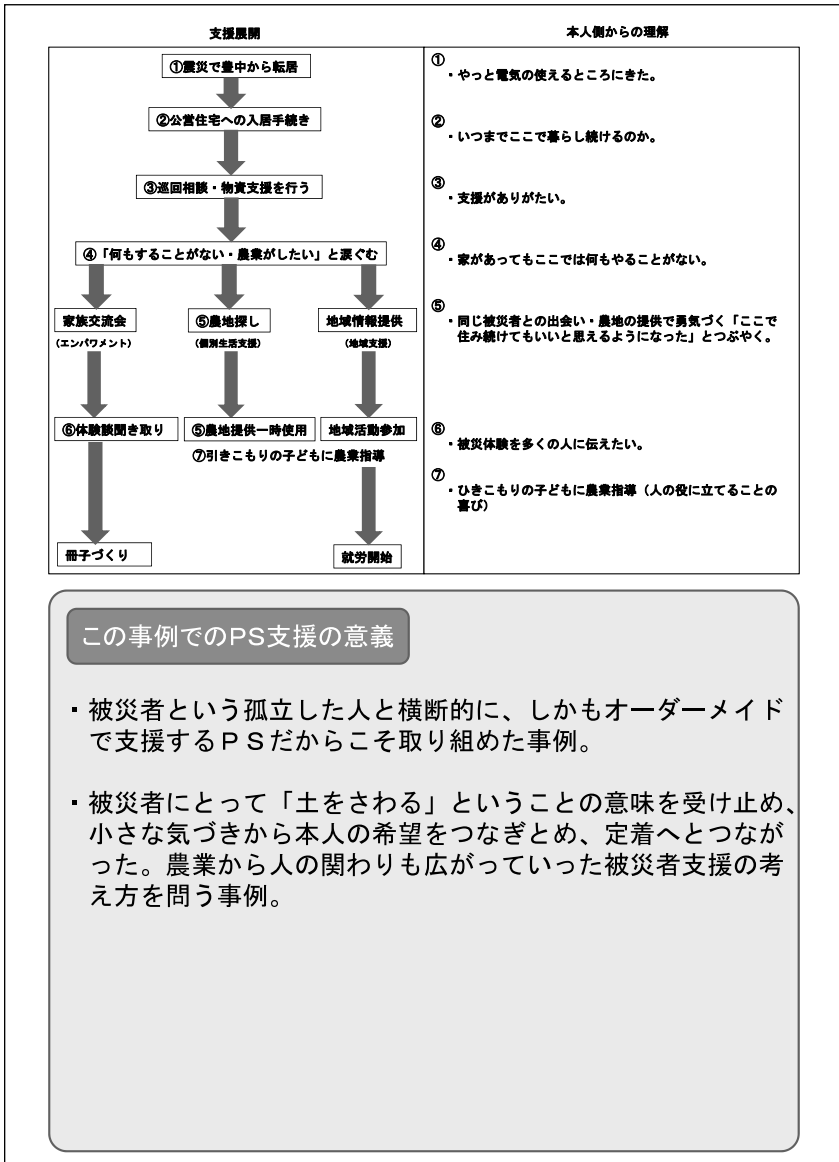 支援展開
①震災で豊中から転居
②公営住宅への入居手続き
③巡回相談・物資支援を行う
④「何もすることがない・農業がしたい」と涙ぐむ
家族交流会
(エンパワメント)
⑤農地探し
(個別生活支援)
地域情報提供
(地域支援)
⑥体験談聞き取り
⑤農地提供一時使用
地域活動参加
⑦引きこもりの子どもに農業指導
冊子づくり
就労開始
本人側からの理解
①
・やっと電気の使えるところにきた。
②
・いつまでここで暮らし続けるのか。
③
・支援がありがたい。
④
・家があってもここでは何もやることがない。
⑤
・同じ被災者との出会い・農地の提供で勇気づく「ここで
住み続けてもいいと思えるようになった」とつぶやく。
⑥
・被災体験を多くの人に伝えたい。
⑦
・ひきこもりの子どもに農業指導（人の役に立てることの
喜び）
この事例でのPS支援の意義
・被災者という孤立した人と横断的に、しかもオーダーメイド
で支援するＰＳだからこそ取り組めた事例。
・被災者にとって「土をさわる」ということの意味を受け止め、
小さな気づきから本人の希望をつなぎとめ、定着へとつなが
った。農業から人の関わりも広がっていった被災者支援の考
え方を問う事例。